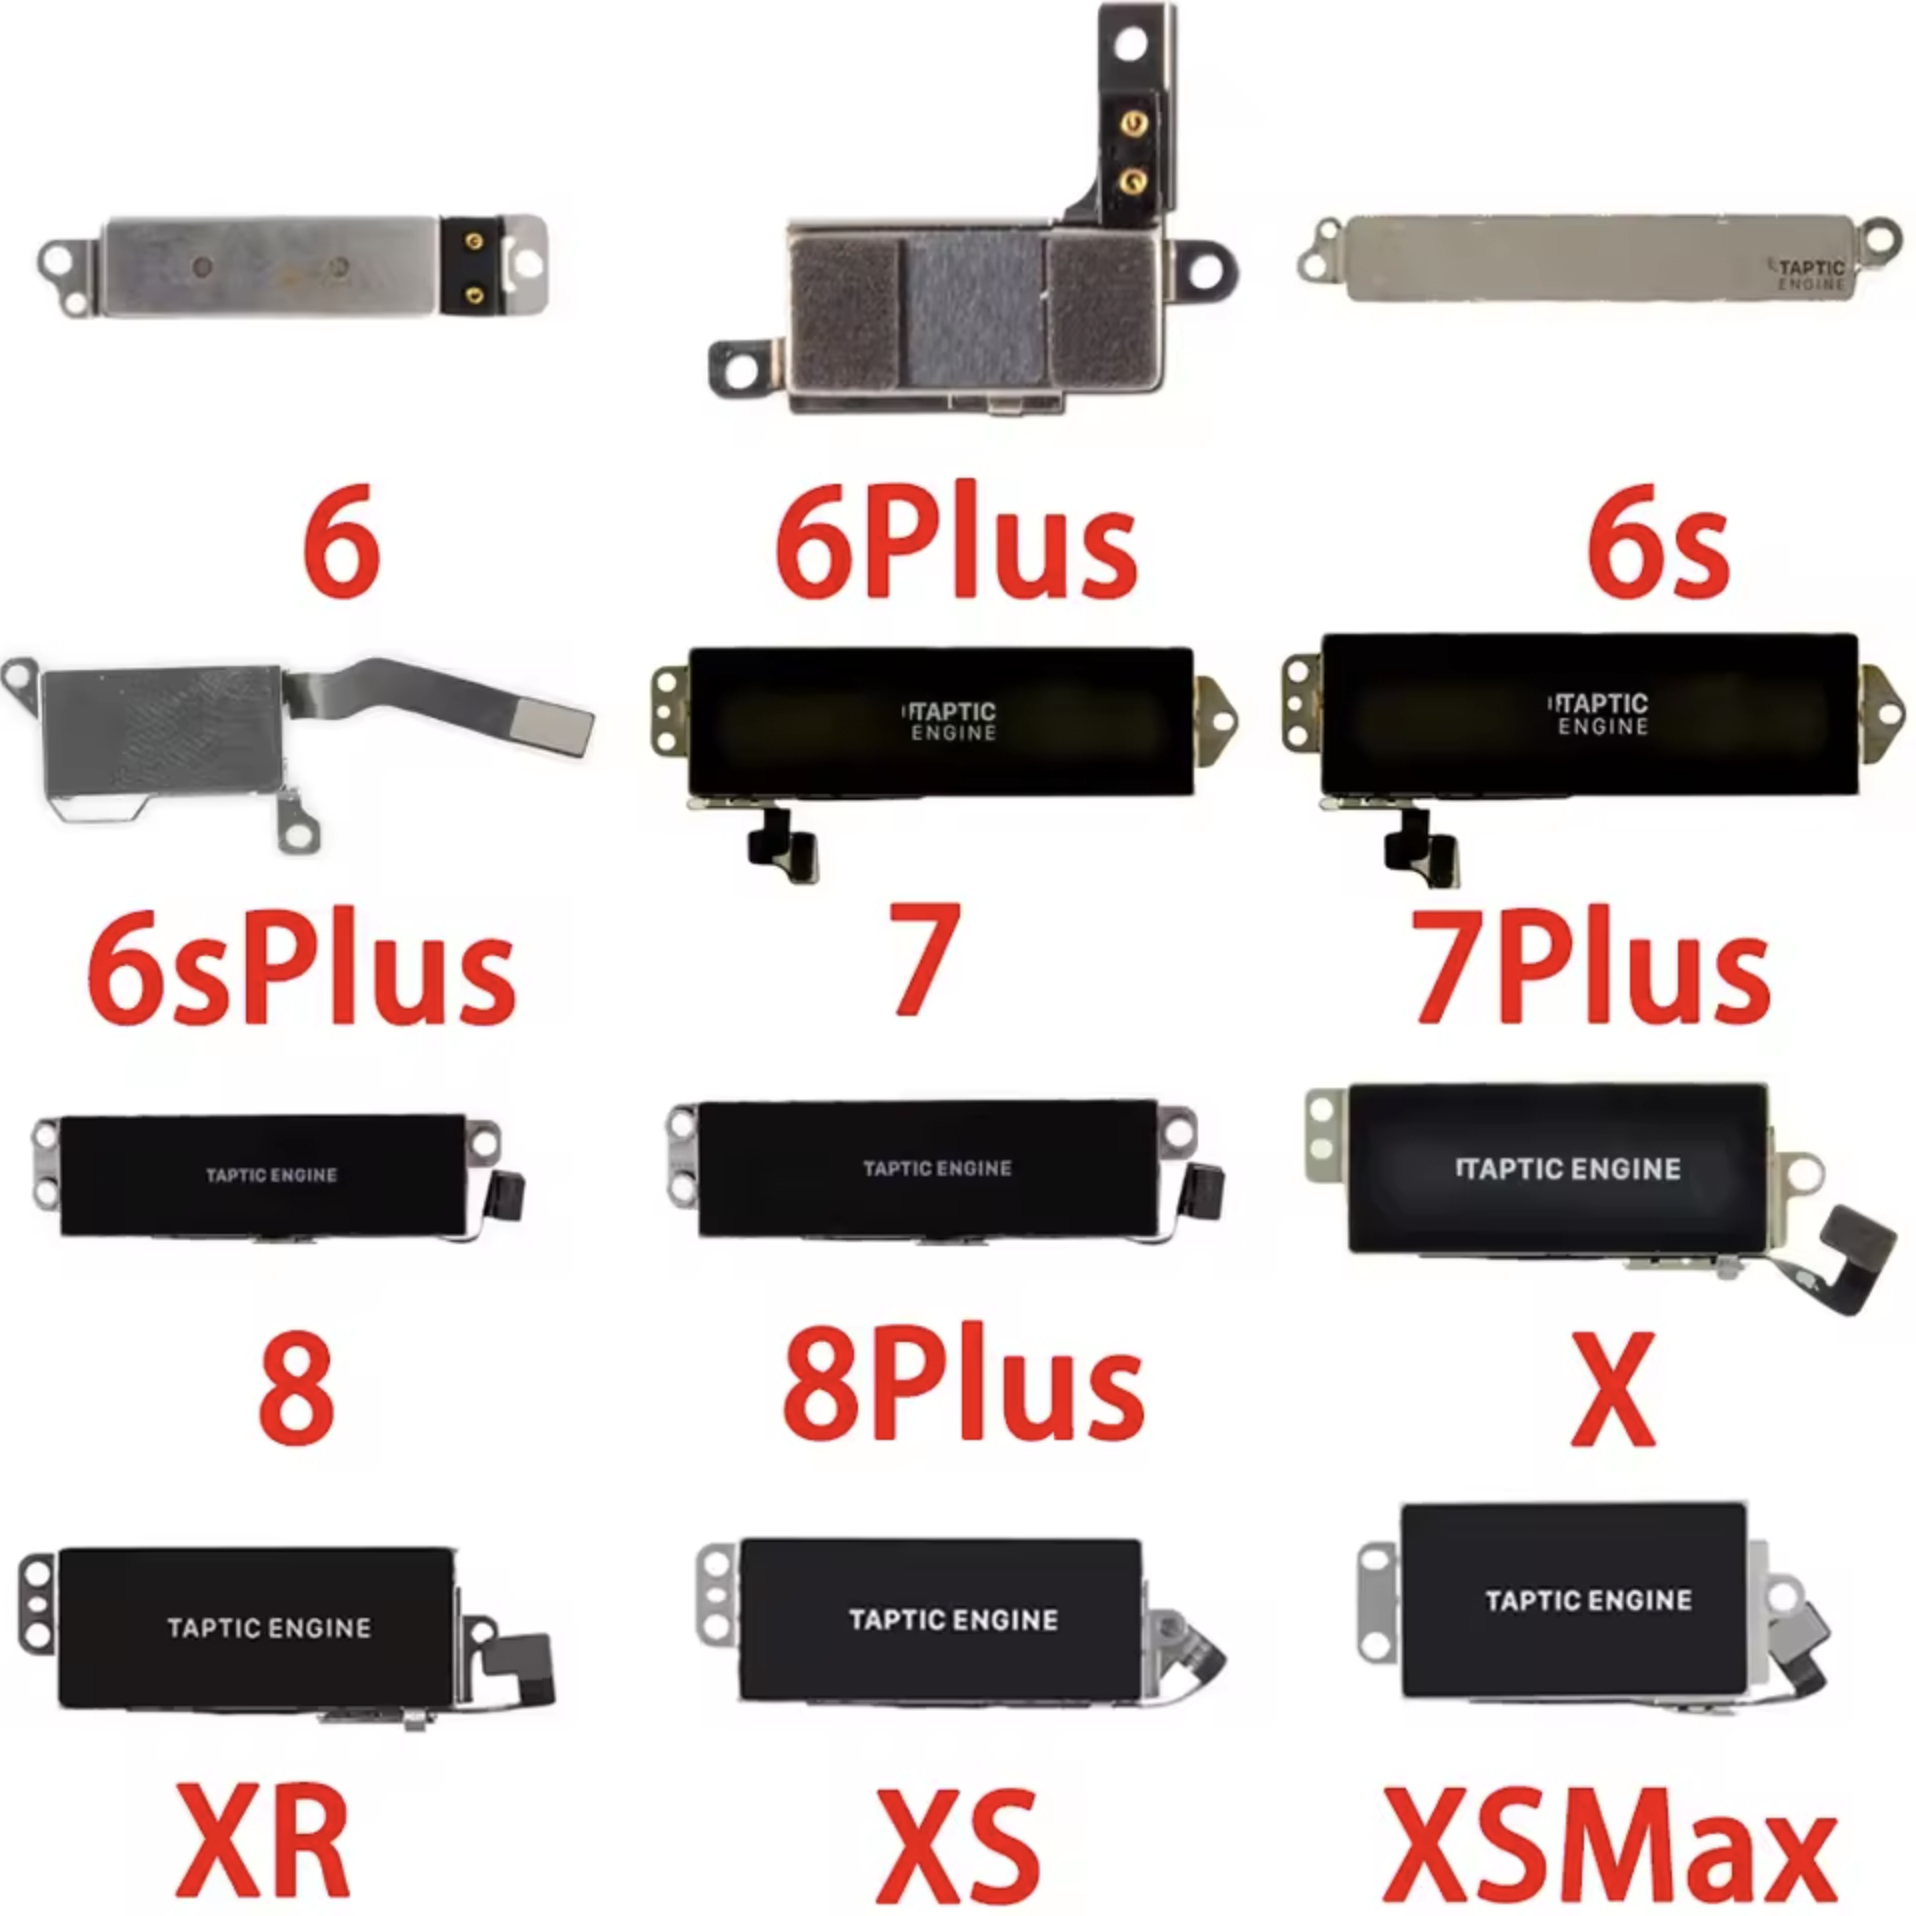 TAPTIC
ENGINE
6
6Plus
6s
TAPTIC
ENGINE
TAPTIC
ENGINE
6sPlus
7
7Plus
TAPTIC ENGINE
TAPTIC ENGINE
TAPTIC ENGINE
8
8Plus
X
TAPTIC ENGINE
TAPTIC ENGINE
TAPTIC ENGINE
XR
XS
XSMax